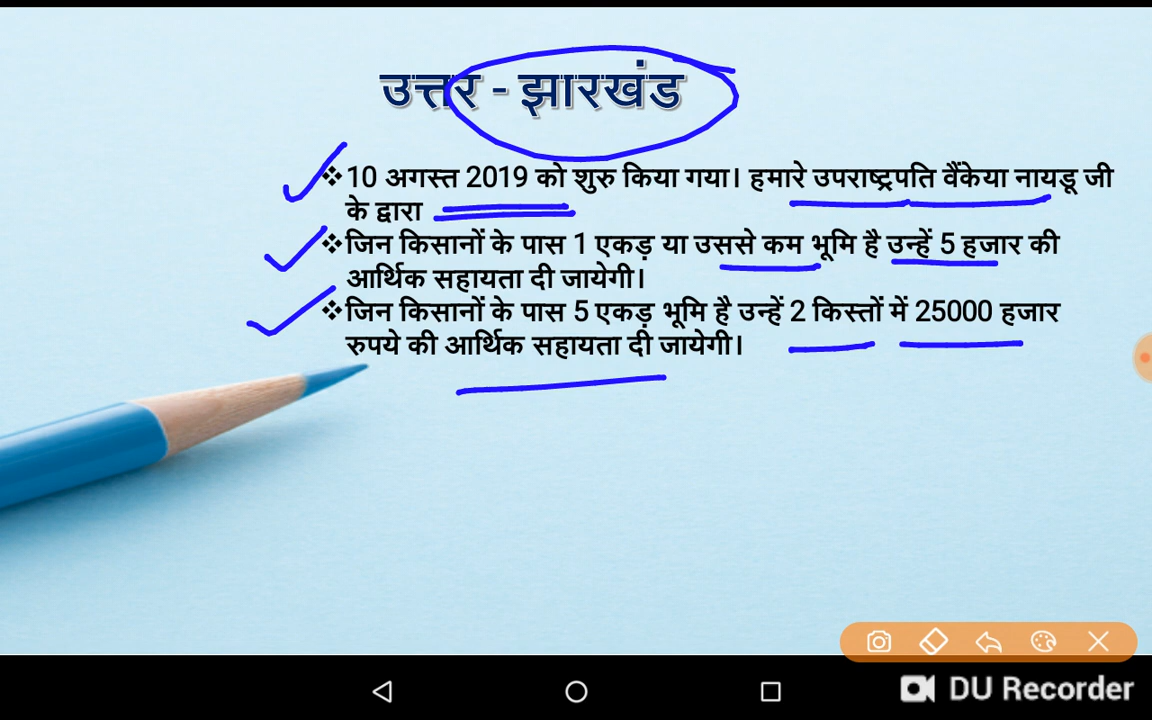 उत्तर - झारखंड
❖10 अगस्त 2019 को शुरु किया गया। हमारे उपराष्ट्रपति वैंकेया नायडू जी
के द्वारा
❖जिन किसानों के पास 1 एकड़ या उससे कम भूमि है उन्हें 5 हजार की
आर्थिक सहायता दी जायेगी।
❖जिन किसानों के पास 5 एकड़ भूमि है उन्हें 2 किस्तों में 25000 हजार
रुपये की आर्थिक सहायता दी जायेगी।
DU Recorder